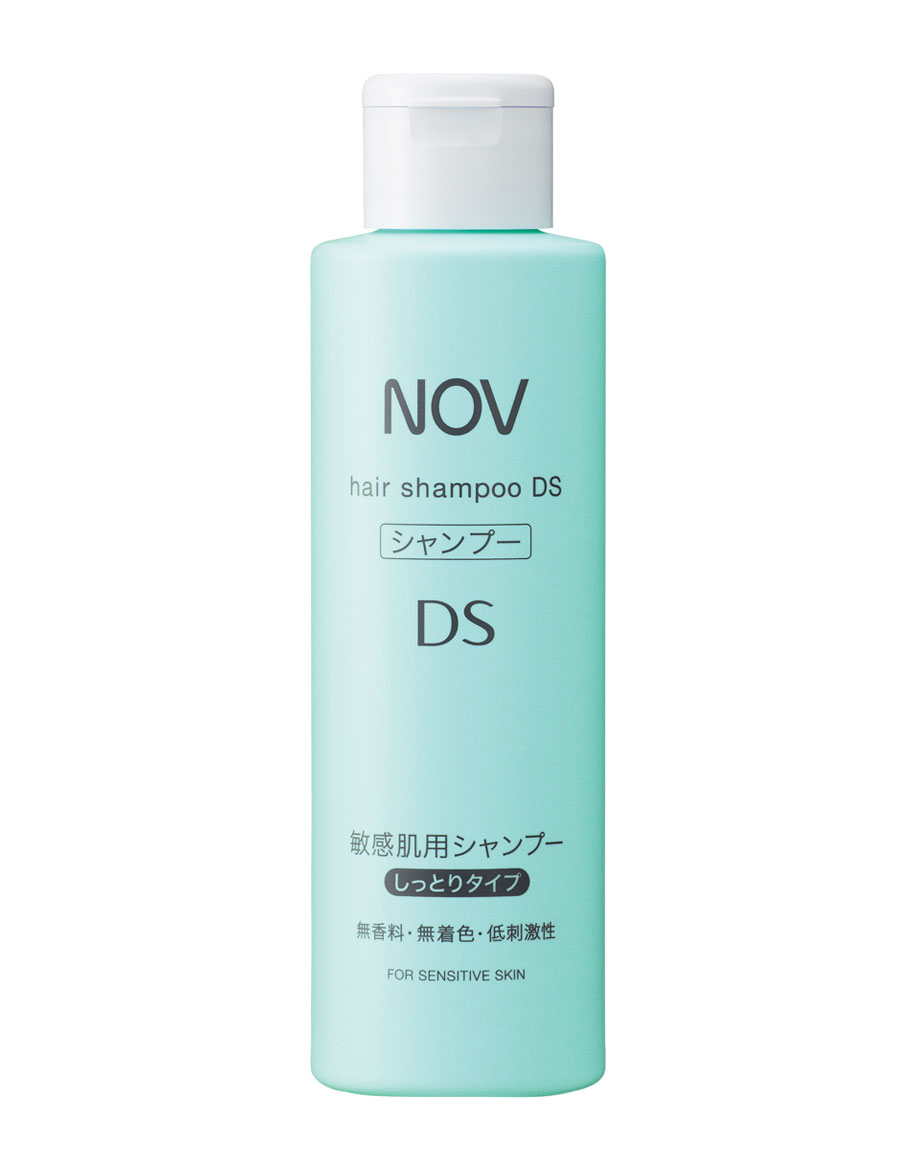 NOV
hair shampoo DS
シャンプー
DS
敏感肌用シャンプー
しっとりタイプ
無香料・無着色・低刺激性
FOR SENSITIVE SKIN